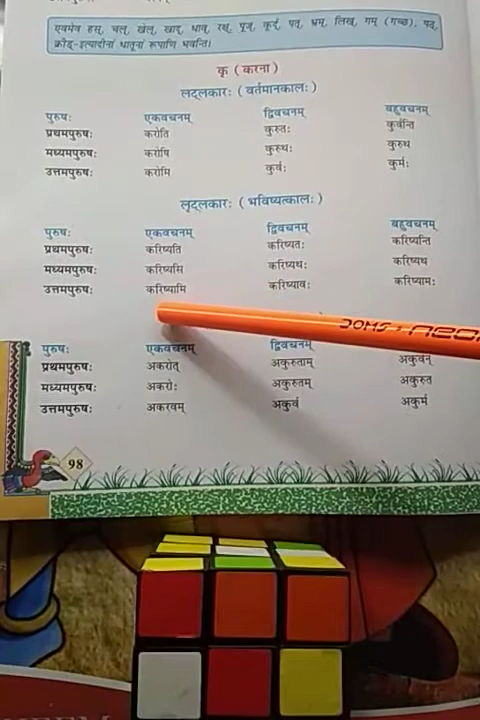 एवमेव हस्, चल्, खेल्, खाद्, धाव्, रक्ष्, पूज्, कूर्द्, पत्, भ्रम्, लिख्, गम् (गच्छ), पठ्,
क्रीड्-इत्यादीनां धातूनां रूपाणि भवन्ति।
कृ (करना)
लट्लकारः (वर्तमानकालः)
पुरुषः एकवचनम् द्विवचनम् बहुवचनम्
प्रथमपुरुषः करोति कुरुतः कुर्वन्ति
मध्यमपुरुषः करोषि कुरुथः कुरुथ
उत्तमपुरुषः करोमि कुर्वः कुर्मः
लृट्लकारः (भविष्यत्कालः)
पुरुषः एकवचनम् द्विवचनम् बहुवचनम्
प्रथमपुरुषः करिष्यति करिष्यतः करिष्यन्ति
मध्यमपुरुषः करिष्यसि करिष्यथः करिष्यथ
उत्तमपुरुषः करिष्यामि करिष्यावः करिष्यामः
DOMS neon
पुरुषः एकवचनम् द्विवचनम्
प्रथमपुरुषः अकरोत् अकुरुताम् अकुर्वन्
मध्यमपुरुषः अकरोः अकुरुतम् अकुरुत
उत्तमपुरुषः अकरवम् अकुर्व अकुर्म
98